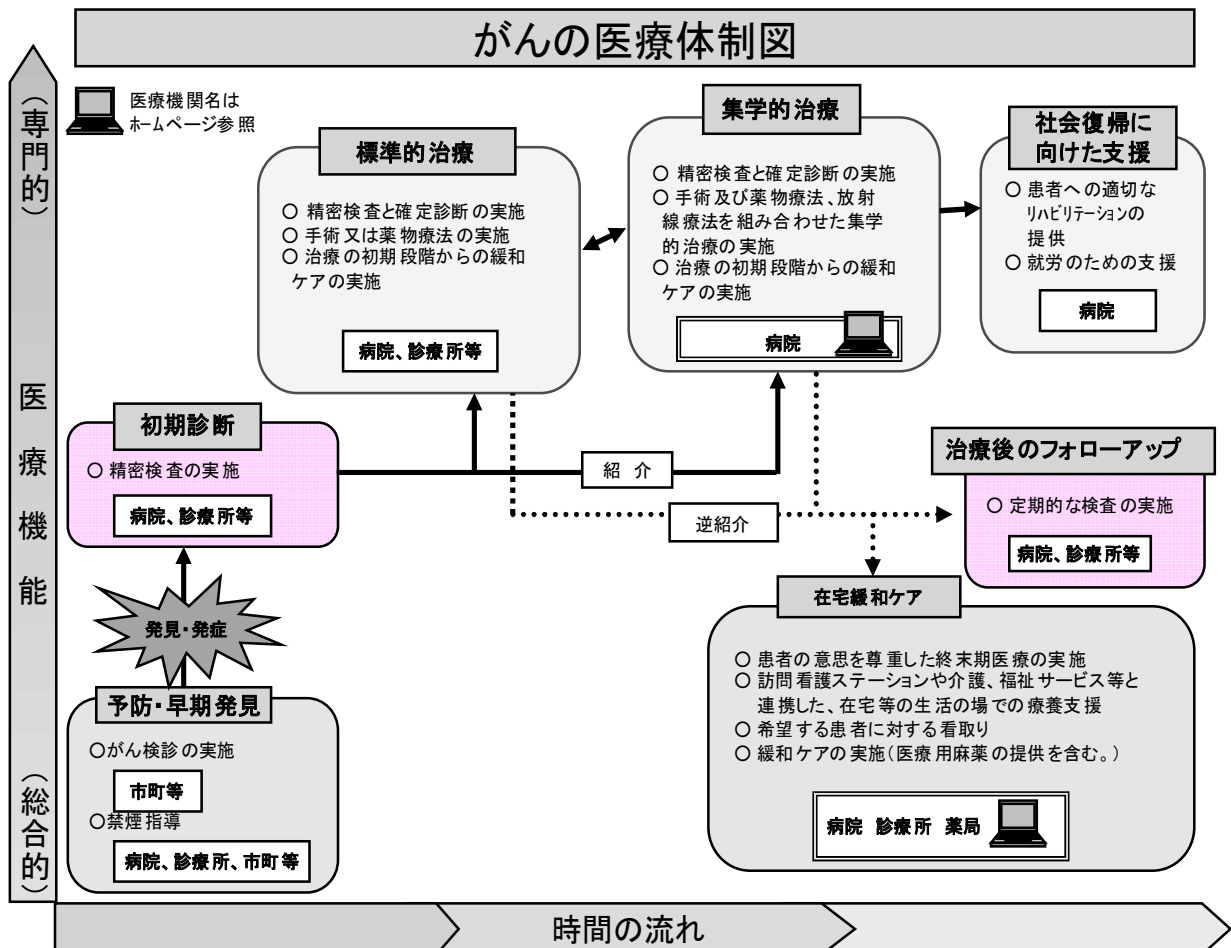 がんの医療体制図
(専門的)
医療機能
(総合的)
医療機関名は
ホームページ参照
標準的治療
○ 精密検査と確定診断の実施
○ 手術又は薬物療法の実施
○ 治療の初期段階からの緩和
ケアの実施
病院、診療所等
集学的治療
○ 精密検査と確定診断の実施
○ 手術及び薬物療法、放射
線療法を組み合わせた集学
的治療の実施
○ 治療の初期段階からの緩和
ケアの実施
病院
社会復帰に
向けた支援
○ 患者への適切な
リハビリテーションの
提供
○ 就労のための支援
病院
初期診断
○ 精密検査の実施
病院、診療所等
紹 介
逆紹介
治療後のフォローアップ
○ 定期的な検査の実施
病院、診療所等
発見・発症
予防・早期発見
○がん検診の実施
市町等
○禁煙指導
病院、診療所、市町等
在宅緩和ケア
○ 患者の意思を尊重した終末期医療の実施
○ 訪問看護ステーションや介護、福祉サービス等と
連携した、在宅等の生活の場での療養支援
○ 希望する患者に対する看取り
○ 緩和ケアの実施(医療用麻薬の提供を含む。)
病院 診療所 薬局
時間の流れ